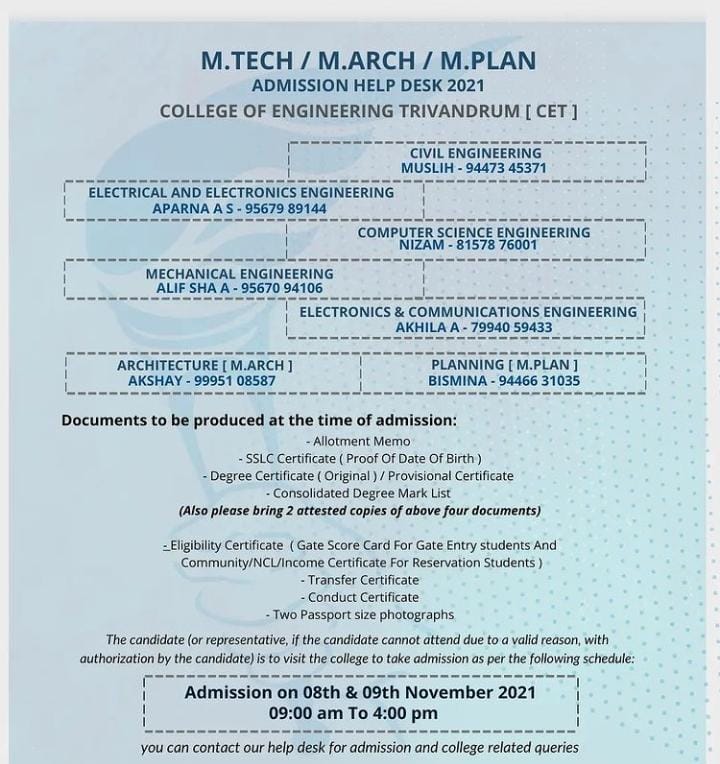 M.TECH / M.ARCH / M.PLAN
ADMISSION HELP DESK 2021
COLLEGE OF ENGINEERING TRIVANDRUM [ CET ]
CIVIL ENGINEERING
MUSLIH - 94473 45371
ELECTRICAL AND ELECTRONICS ENGINEERING
APARNA A S - 95679 89144
COMPUTER SCIENCE ENGINEERING
NIZAM - 81578 76001
MECHANICAL ENGINEERING
ALIF SHA A - 95670 94106
ELECTRONICS & COMMUNICATIONS ENGINEERING
AKHILA A - 79940 59433
ARCHITECTURE [ M.ARCH ]
AKSHAY - 99951 08587
PLANNING [ M.PLAN ]
BISMINA - 94466 31035
Documents to be produced at the time of admission:
- Allotment Memo
- SSLC Certificate ( Proof Of Date Of Birth )
- Degree Certificate ( Original ) / Provisional Certificate
- Consolidated Degree Mark List
(Also please bring 2 attested copies of above four documents)
- Eligibility Certificate ( Gate Score Card For Gate Entry students And
Community/NCL/Income Certificate For Reservation Students )
- Transfer Certificate
- Conduct Certificate
- Two Passport size photographs
The candidate (or representative, if the candidate cannot attend due to a valid reason, with
authorization by the candidate) is to visit the college to take admission as per the following schedule:
Admission on 08th & 09th November 2021
09:00 am To 4:00 pm
you can contact our help desk for admission and college related queries